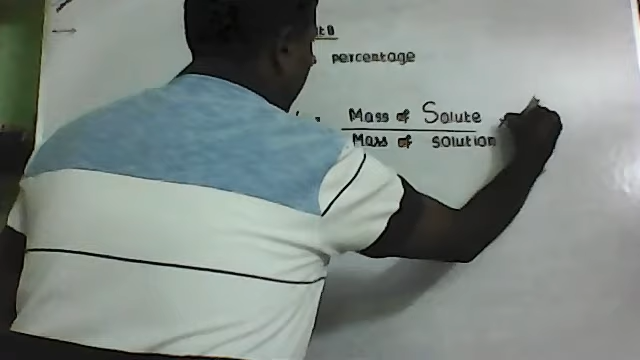 percentage
Mass of Solute
Mass of solution